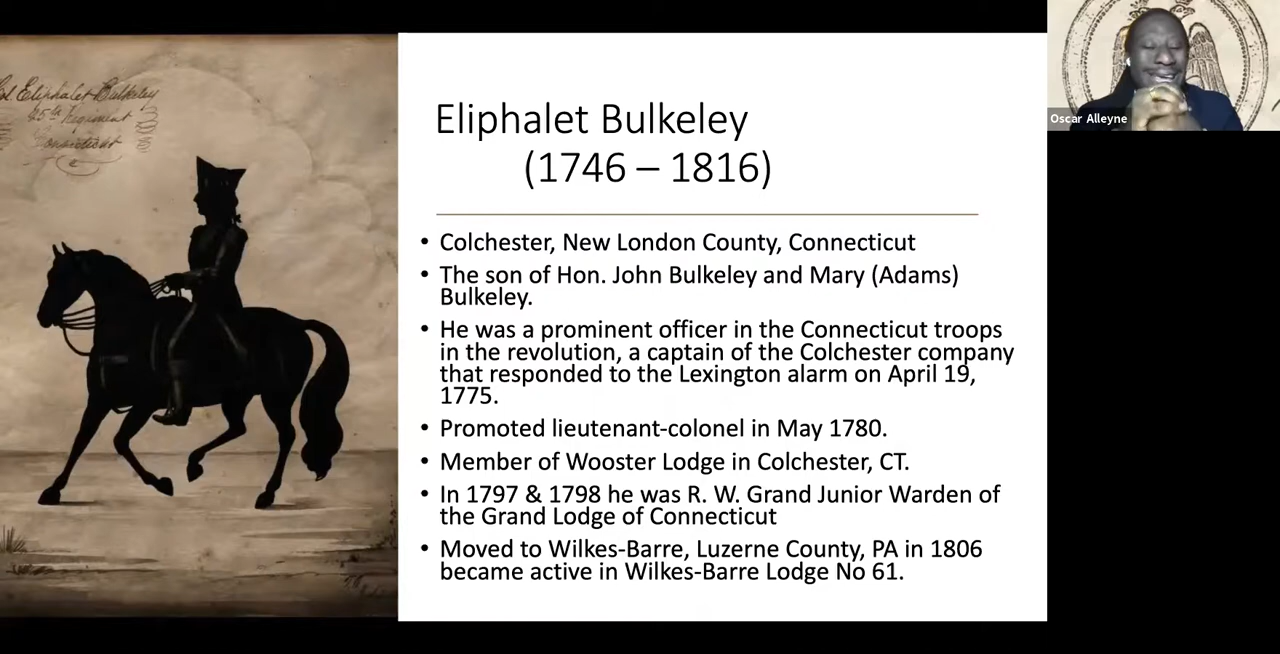 Col. Eliphalet Bulkeley
Regiment
Connecticut
Eliphalet Bulkeley
(1746 – 1816)
• Colchester, New London County, Connecticut
• The son of Hon. John Bulkeley and Mary (Adams)
Bulkeley.
• He was a prominent officer in the Connecticut troops
in the revolution, a captain of the Colchester company
that responded to the Lexington alarm on April 19,
1775.
• Promoted lieutenant-colonel in May 1780.
• Member of Wooster Lodge in Colchester, CT.
• In 1797 & 1798 he was R. W. Grand Junior Warden of
the Grand Lodge of Connecticut
• Moved to Wilkes-Barre, Luzerne County, PA in 1806
became active in Wilkes-Barre Lodge No 61.
Oscar Alleyne